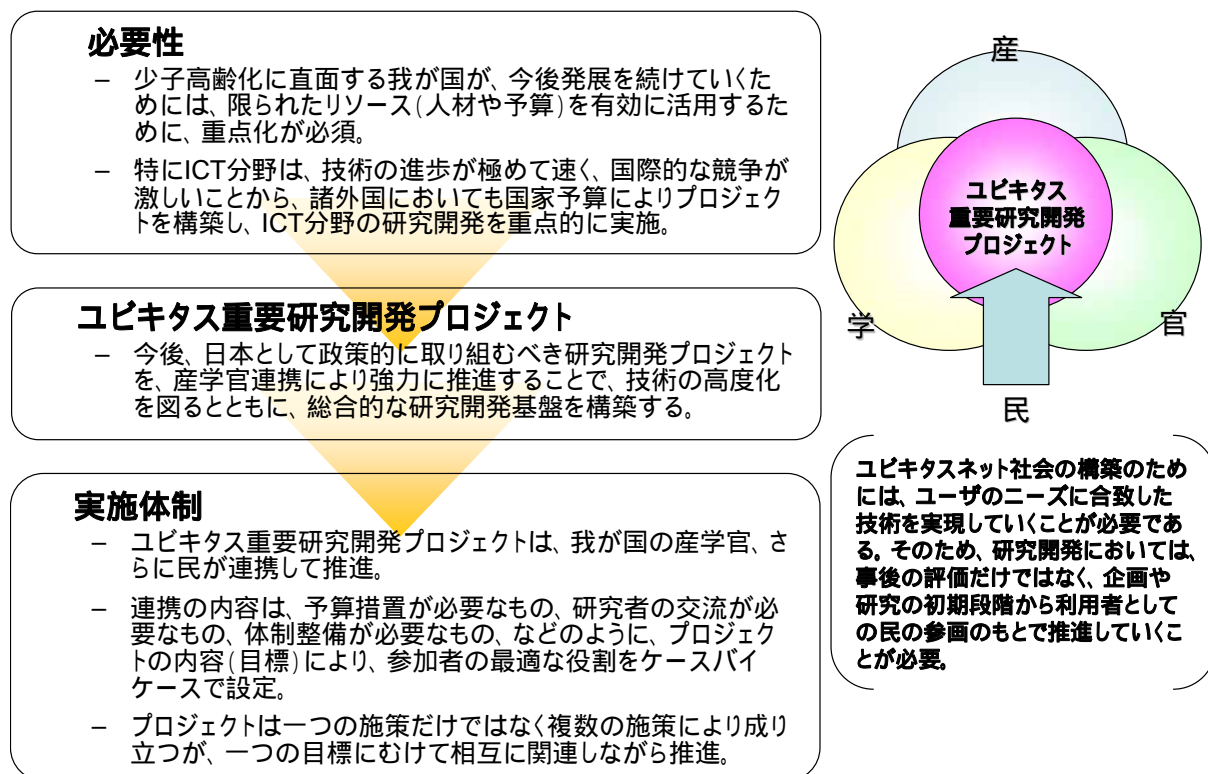 必要性
– 少子高齢化に直面する我が国が、今後発展を続けていくた
めには、限られたリソース(人材や予算)を有効に活用するた
めに、重点化が必須。
– 特にICT分野は、技術の進歩が極めて速く、国際的な競争が
激しいことから、諸外国においても国家予算によりプロジェク
トを構築し、ICT分野の研究開発を重点的に実施。
ユビキタス重要研究開発プロジェクト
– 今後、日本として政策的に取り組むべき研究開発プロジェクト
を、産学官連携により強力に推進することで、技術の高度化
を図るとともに、総合的な研究開発基盤を構築する。
実施体制
– ユビキタス重要研究開発プロジェクトは、我が国の産学官、さ
らに民が連携して推進。
– 連携の内容は、予算措置が必要なもの、研究者の交流が必
要なもの、体制整備が必要なもの、などのように、プロジェク
トの内容(目標)により、参加者の最適な役割をケースバイ
ケースで設定。
– プロジェクトは一つの施策だけではなく複数の施策により成り
立つが、一つの目標にむけて相互に関連しながら推進。
産
ユビキタス
重要研究開発
プロジェクト
学
官
民
ユビキタスネット社会の構築のため
には、ユーザのニーズに合致した
技術を実現していくことが必要であ
る。そのため、研究開発においては、
事後の評価だけではなく、企画や
研究の初期段階から利用者として
の民の参画のもとで推進していくこ
とが必要。